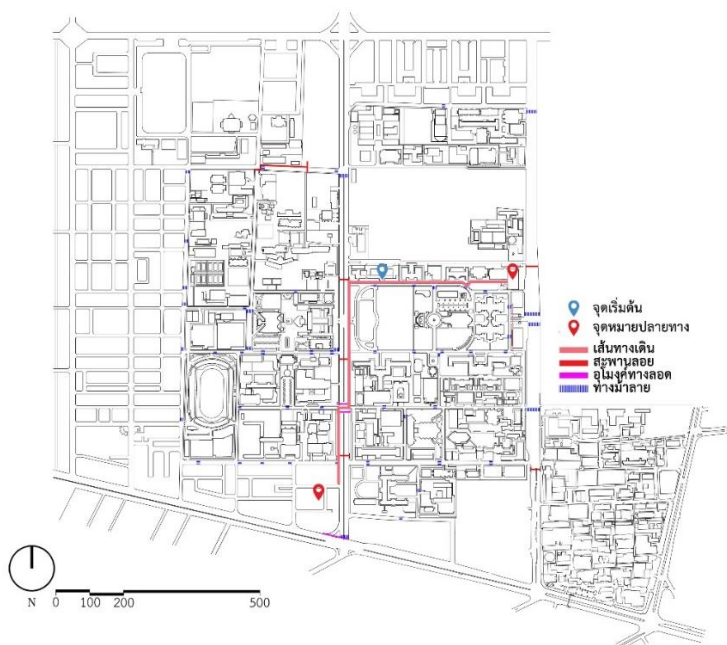 จุดเริ่มต้น
จุดหมายปลายทาง
เส้นทางเดิน
สะพานลอย
อุโมงค์ทางลอด
ทางม้าลาย
N
0 100 200 500